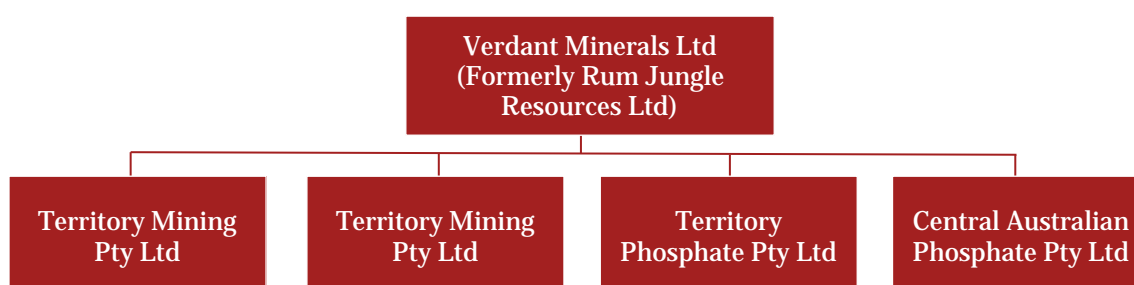 Verdant Minerals Ltd
(Formerly Rum Jungle
Resources Ltd)
Territory Mining
Pty Ltd
Territory Mining
Pty Ltd
Territory
Phosphate Pty Ltd
Central Australian
Phosphate Pty Ltd